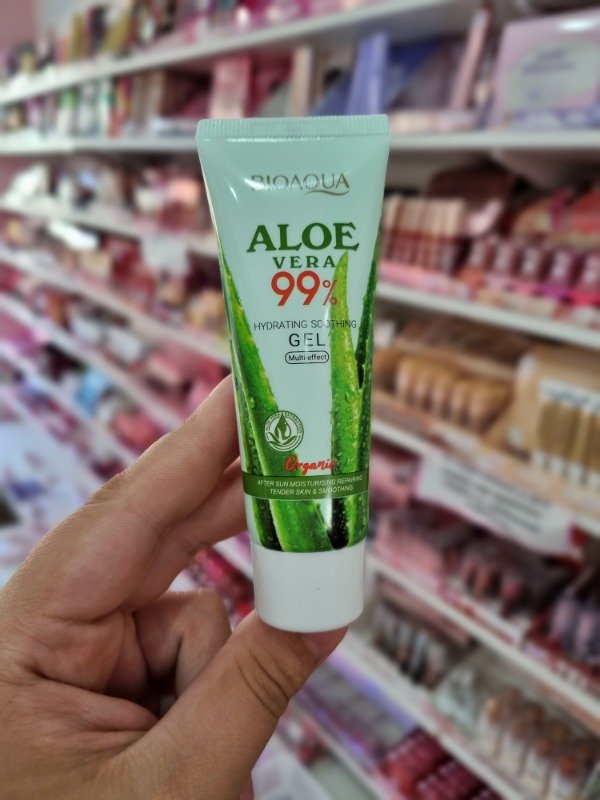 BIOAQUA
ALOE
VERA
99%
HYDRATING SOOTHING
GEL
Multi-effect
Organic
AFTER SUN MOISTURISING REPAIRING
TENDER SKIN & SMOOTHING